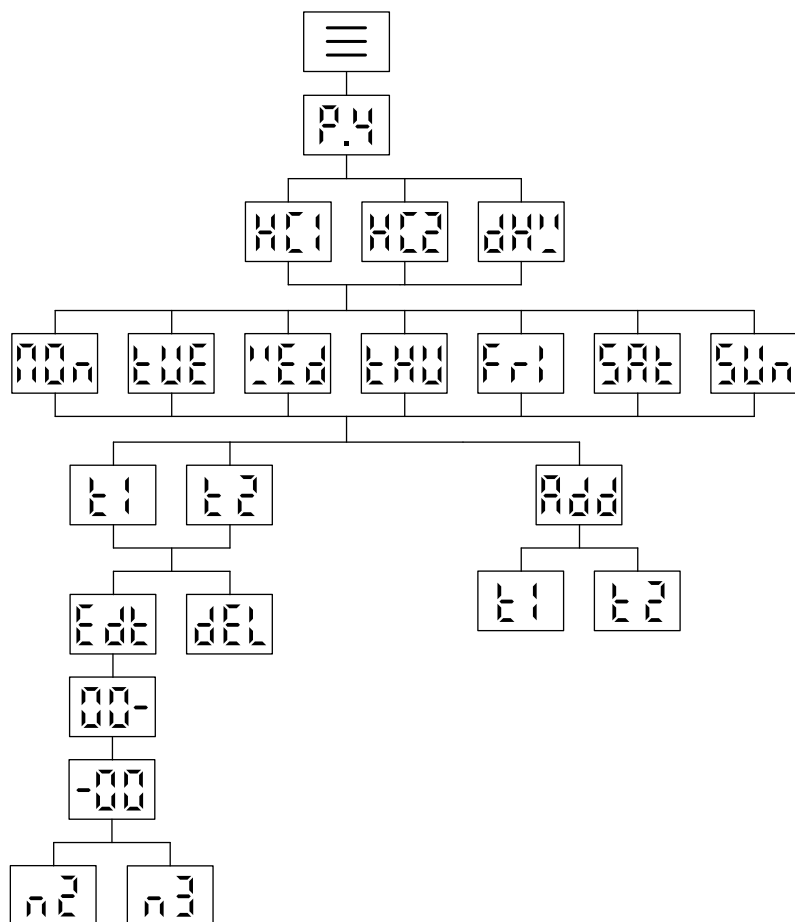 P.4
HC1 HC2 dHW
MOn tUE WEd tHU FrI SAt SUn
t1 t2 Add
t1 t2
Edt dEL
00-
-00
n2 n3